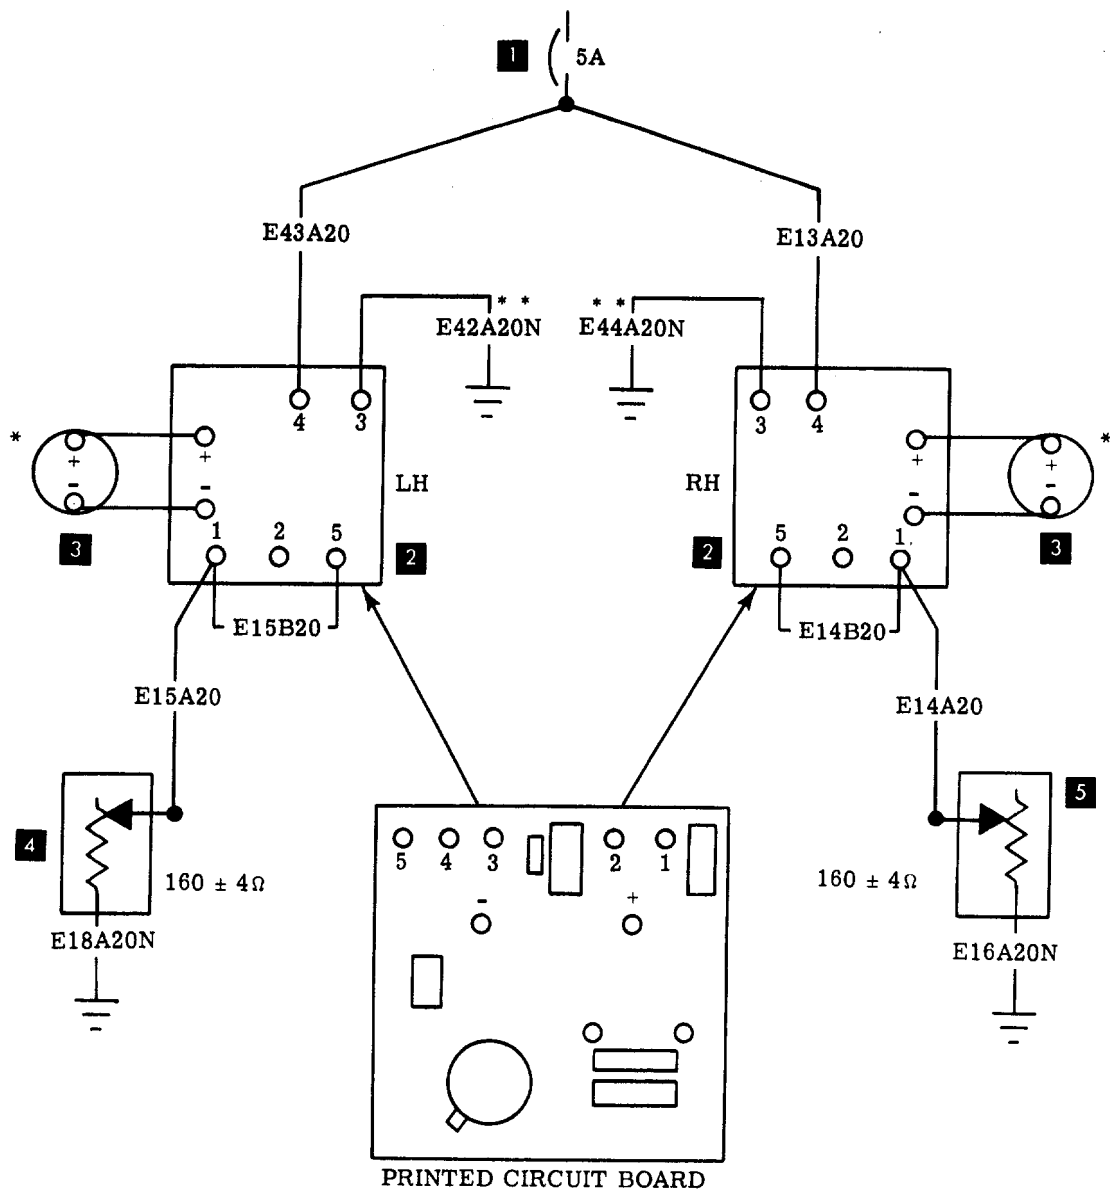 1 5A
E43A20 E13A20
* * * *
E42A20N E44A20N
4 3 3 4
* + + + + *
- - LH RH - -
3 1 2 5 2 2 5 2 1 3
E15B20 E14B20
E15A20 E14A20
4 5
5 4 3 2 1
160 ± 4Ω 160 ± 4Ω
- +
E18A20N E16A20N
PRINTED CIRCUIT BOARD